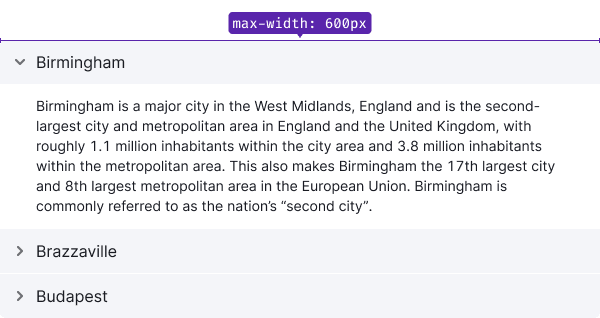 max-width: 600px
Birmingham
Birmingham is a major city in the West Midlands, England and is the second-
largest city and metropolitan area in England and the United Kingdom, with
roughly 1.1 million inhabitants within the city area and 3.8 million inhabitants
within the metropolitan area. This also makes Birmingham the 17th largest city
and 8th largest metropolitan area in the European Union. Birmingham is
commonly referred to as the nation’s “second city”.
Brazzaville
Budapest